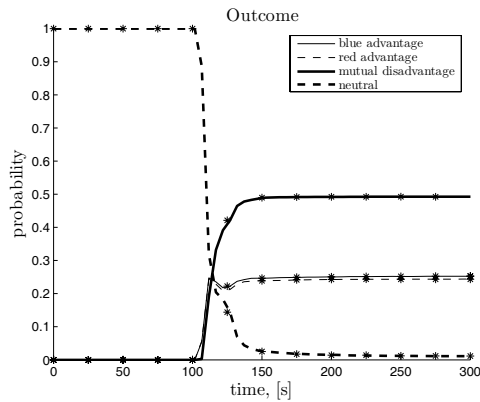 Outcome
blue advantage
red advantage
mutual disadvantage
neutral
1
0.9
0.8
0.7
0.6
0.5
0.4
0.3
0.2
0.1
0
probability
0 50 100 150 200 250 300
time, [s]